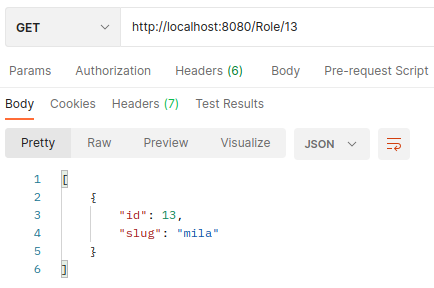 GET http://localhost:8080/Role/13
Params Authorization Headers (6) Body Pre-request Script
Body Cookies Headers (7) Test Results
Pretty Raw Preview Visualize JSON
1 [
2 {
3 "id": 13,
4 "slug": "mila"
5 }
6 ]